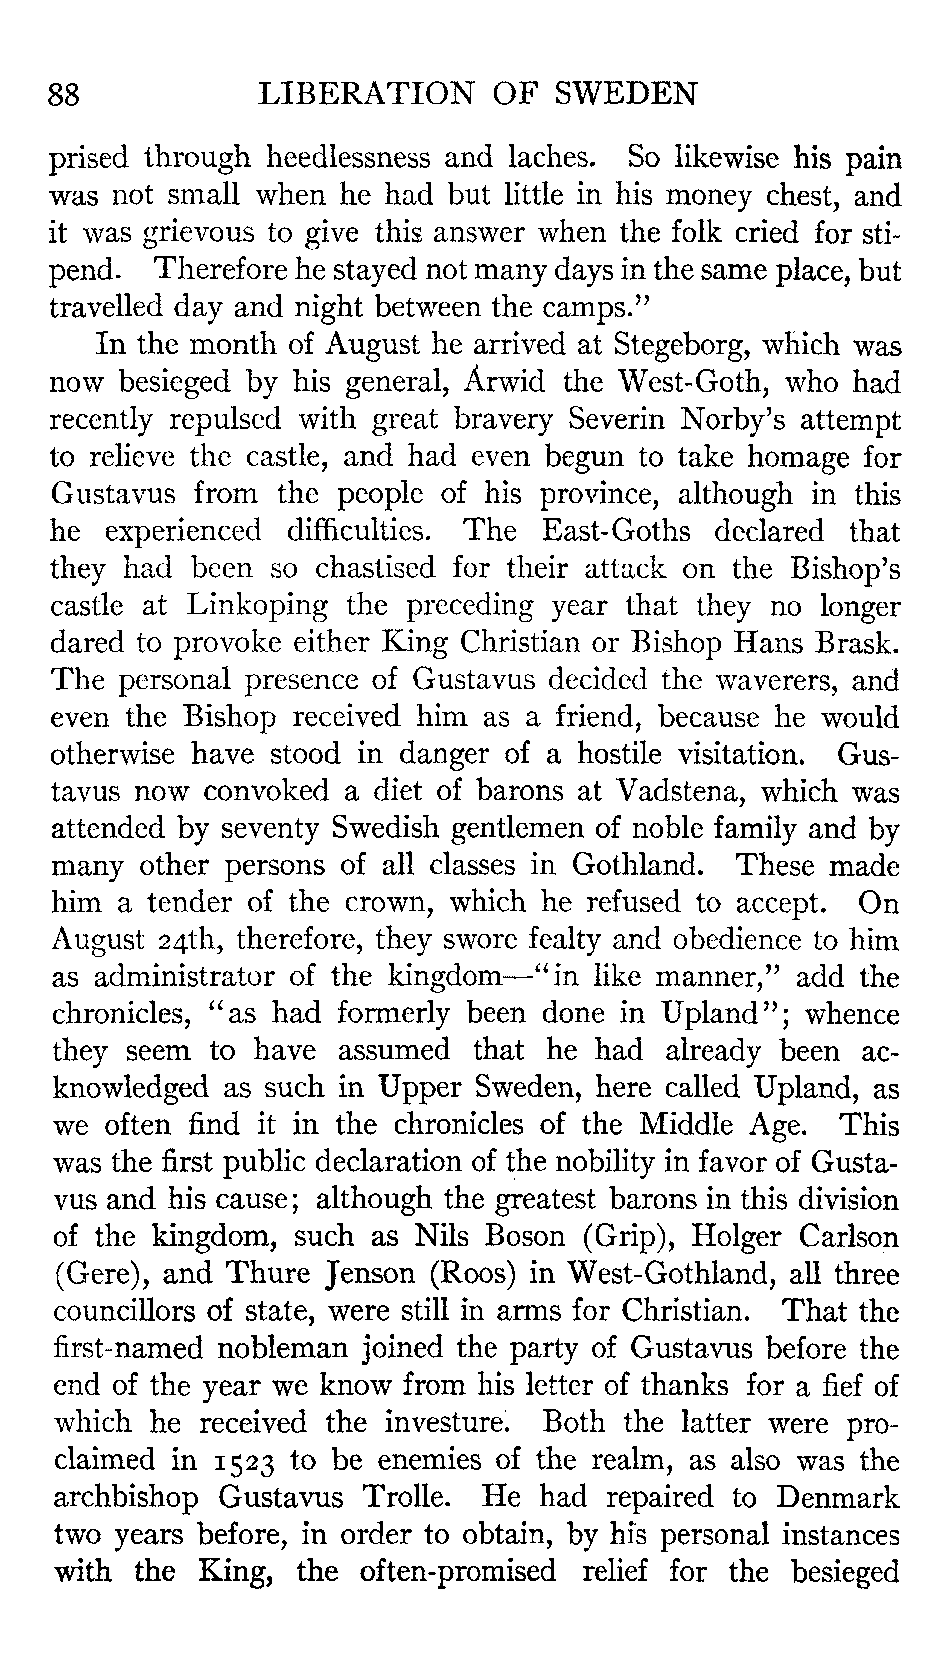 88 LIBERATION OF SWEDEN
prised through heedlessness and laches. So likewise his pain
was not small when he had but little in his money chest, and
it was grievous to give this answer when the folk cried for sti-
pend. Therefore he stayed not many days in the same place, but
travelled day and night between the camps."
In the month of August he arrived at Stegeborg, which was
now besieged by his general, Årwid the West-Goth, who had
recently repulsed with great bravery Severin Norby's attempt
to relieve the castle, and had even begun to take homage for
Gustavus from the people of his province, although in this
he experienced difficulties. The East-Goths declared that
they had been so chastised for their attack on the Bishop's
castle at Linkoping the preceding year that they no longer
dared to provoke either King Christian or Bishop Hans Brask.
The personal presence of Gustavus decided the waverers, and
even the Bishop received him as a friend, because he would
otherwise have stood in danger of a hostile visitation. Gus-
tavus now convoked a diet of barons at Vadstena, which was
attended by seventy Swedish gentlemen of noble family and by
many other persons of all classes in Gothland. These made
him a tender of the crown, which he refused to accept. On
August 24th, therefore, they swore fealty and obedience to him
as administrator of the kingdom—"in like manner," add the
chronicles, "as had formerly been done in Upland"; whence
they seem to have assumed that he had already been ac-
knowledged as such in Upper Sweden, here called Upland, as
we often find it in the chronicles of the Middle Age. This
was the first public declaration of the nobility in favor of Gusta-
vus and his cause; although the greatest barons in this division
of the kingdom, such as Nils Boson (Grip), Holger Carlson
(Gere), and Thure Jenson (Roos) in West-Gothland, all three
councillors of state, were still in arms for Christian. That the
first-named nobleman joined the party of Gustavus before the
end of the year we know from his letter of thanks for a fief of
which he received the investure. Both the latter were pro-
claimed in 1523 to be enemies of the realm, as also was the
archbishop Gustavus Trolle. He had repaired to Denmark
two years before, in order to obtain, by his personal instances
with the King, the often-promised relief for the besieged